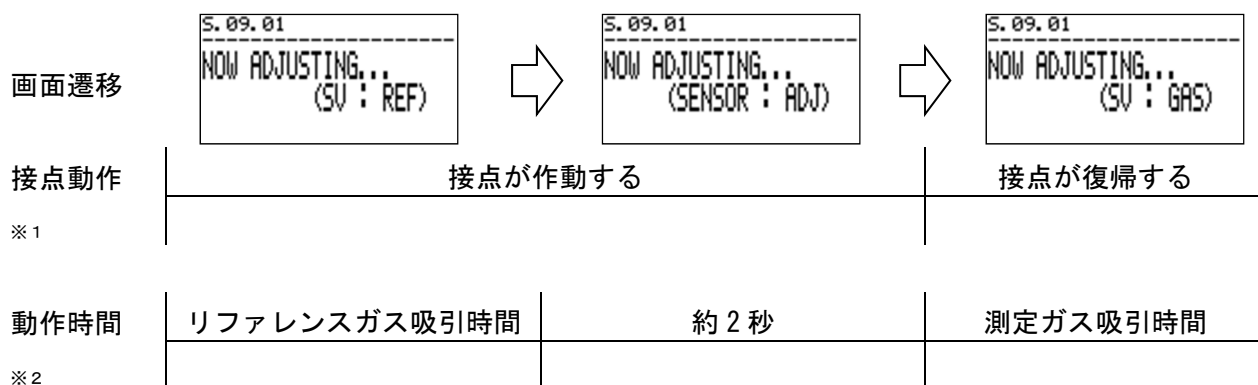 S.09.01
NOW ADJUSTING...
(SV : REF)
S.09.01
NOW ADJUSTING...
(SENSOR : ADJ)
S.09.01
NOW ADJUSTING...
(SV : GAS)
画面遷移
接点動作 接点が作動する 接点が復帰する
※1
動作時間 リファレンスガス吸引時間 約2秒 測定ガス吸引時間
※2